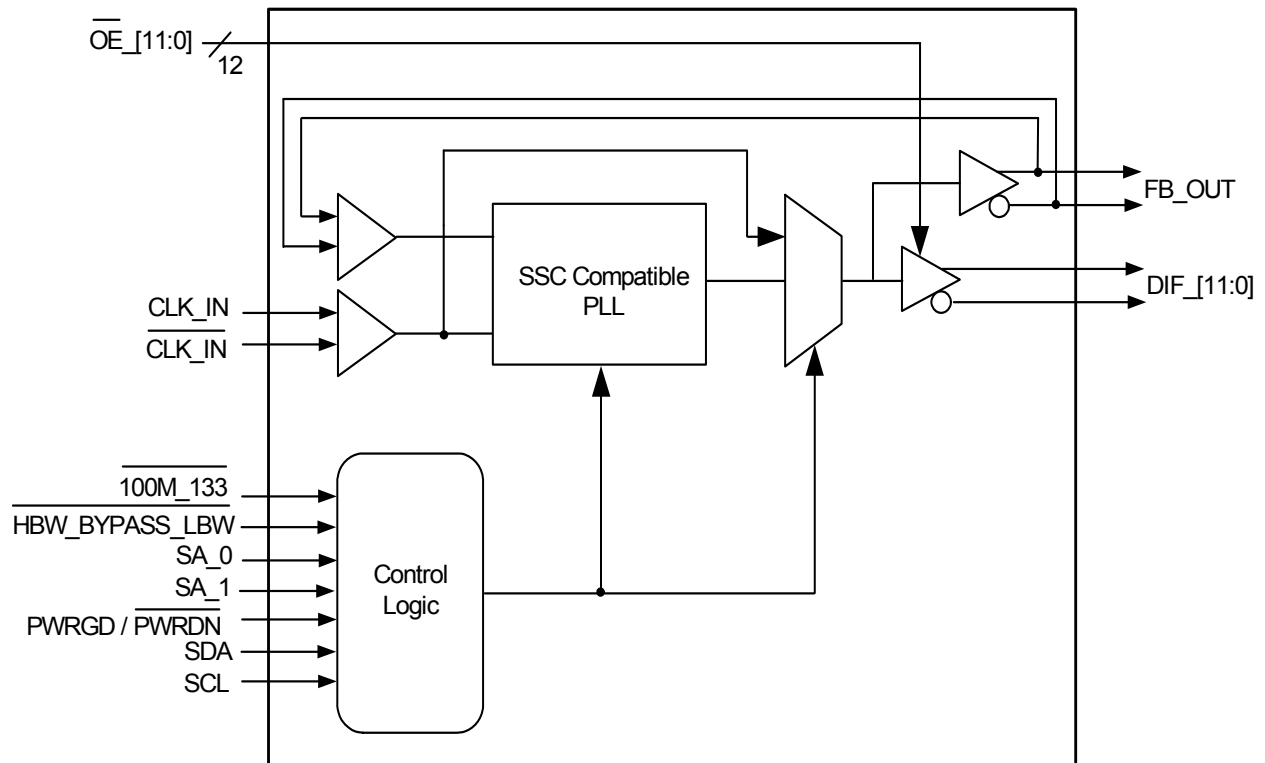 OE_[11:0]
12
FB_OUT
SSC Compatible
PLL
DIF_[11:0]
CLK_IN
CLK_IN
100M_133
HBW_BYPASS_LBW
SA_0
SA_1
Control
Logic
PWRGD / PWRDN
SDA
SCL